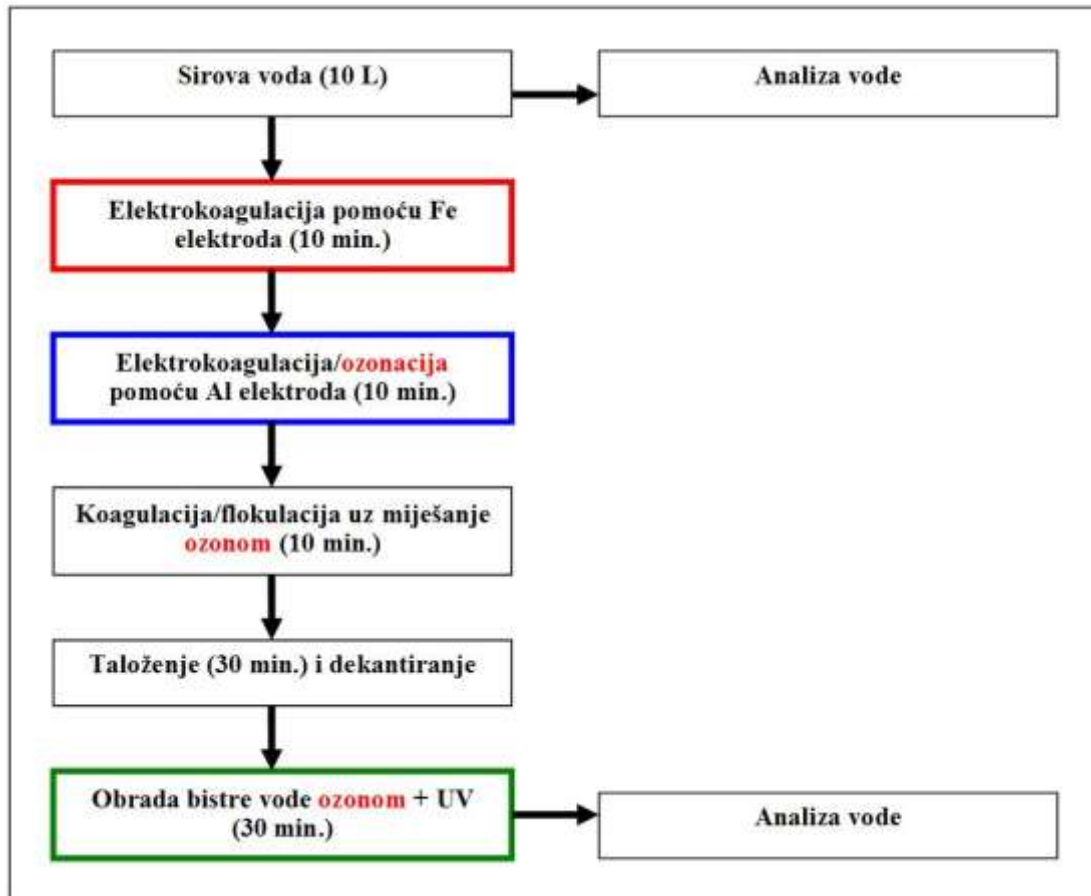 Sirova voda (10 L)
Analiza vode
Elektrokoagulacija pomoću Fe
elektroda (10 min.)
Elektrokoagulacija/ozonacija
pomoću Al elektroda (10 min.)
Koagulacija/flokulacija uz miješanje
ozonom (10 min.)
Taloženje (30 min.) i dekantiranje
Obrada bistre vode ozonom + UV
(30 min.)
Analiza vode